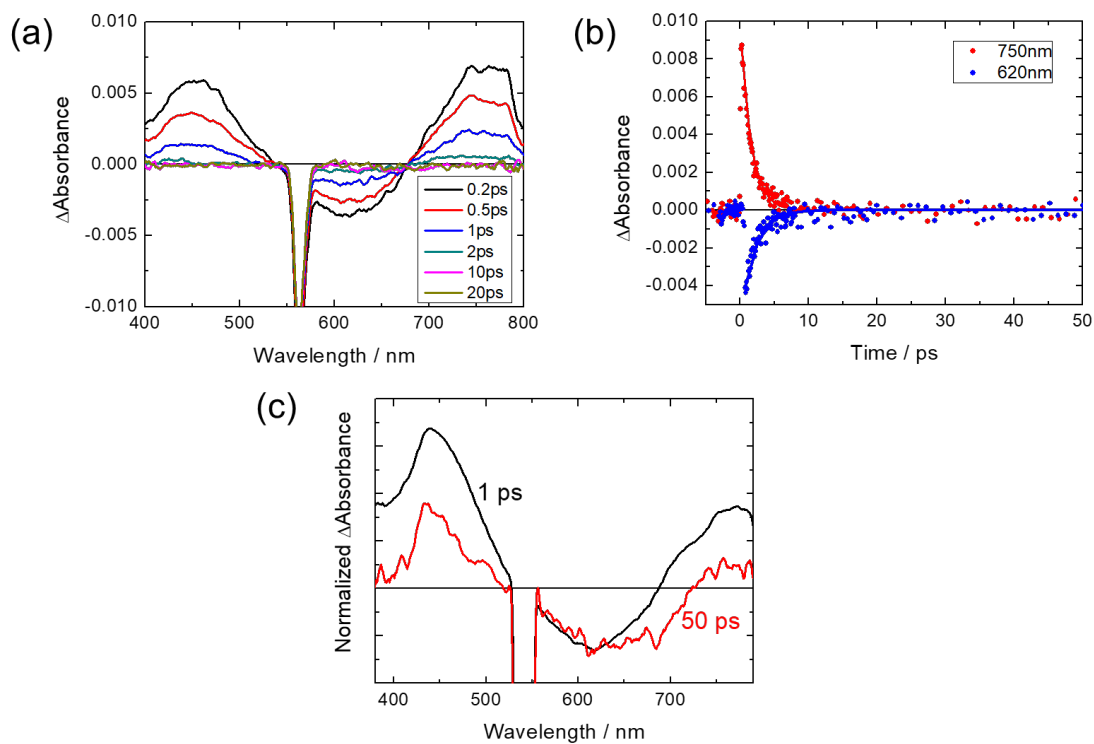 (a)
0.010
0.005
0.000
-0.005
-0.010
ΔAbsorbance
0.2ps
0.5ps
1ps
2ps
10ps
20ps
400 500 600 700 800
Wavelength / nm
(b)
0.010
0.008
0.006
0.004
0.002
0.000
-0.002
-0.004
ΔAbsorbance
750nm
620nm
0 10 20 30 40 50
Time / ps
(c)
Normalized ΔAbsorbance
1 ps
50 ps
400 500 600 700
Wavelength / nm